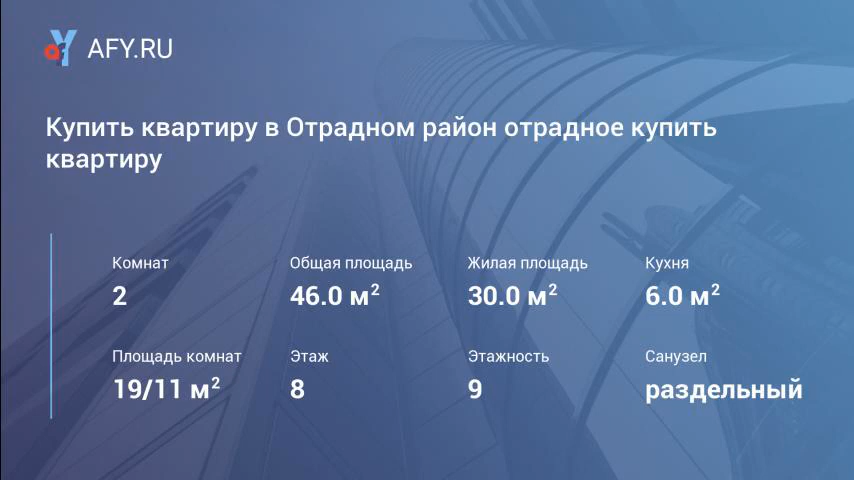 AFY.RU
Купить квартиру в Отрадном район отрадное купить
квартиру
Комнат Общая площадь Жилая площадь Кухня
2 46.0 м² 30.0 м² 6.0 м²
Площадь комнат Этаж Этажность Санузел
19/11 м² 8 9 раздельный